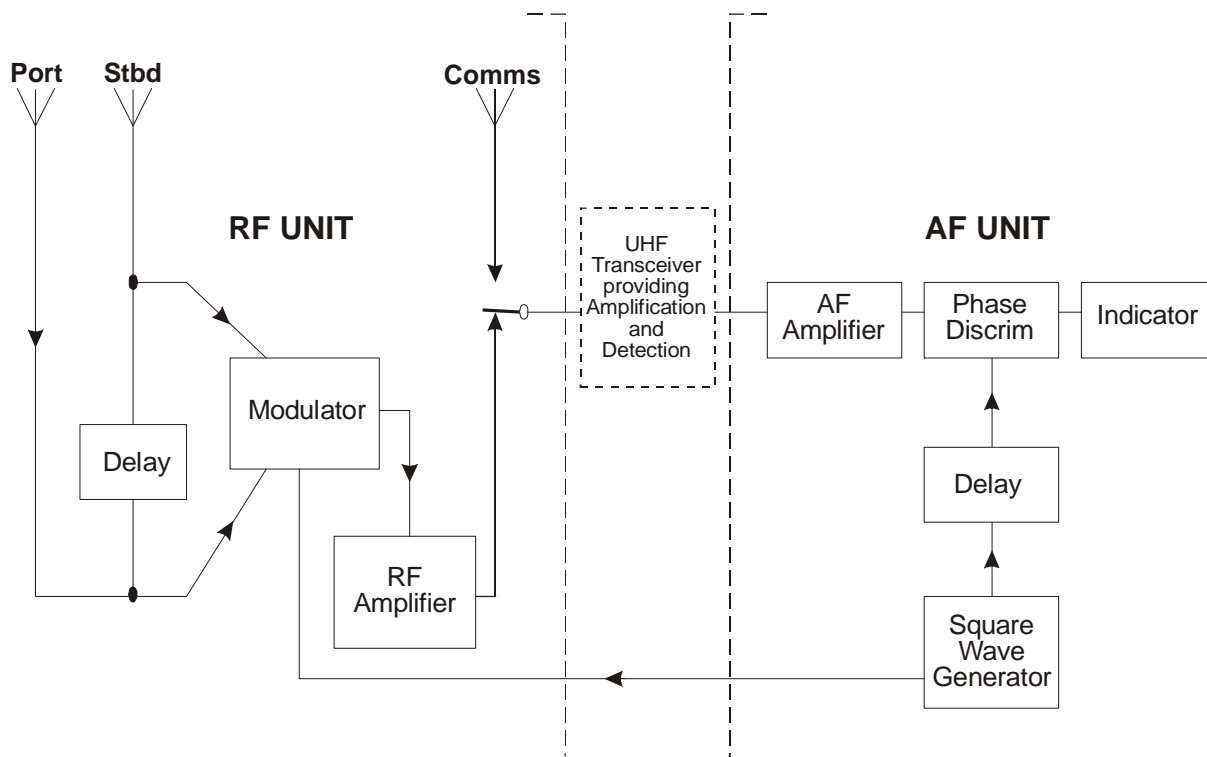 Port
Stbd
Comms
RF UNIT
AF UNIT
UHF
Transceiver
providing
Amplification
and
Detection
AF
Amplifier
Phase
Discrim
Indicator
Modulator
Delay
Delay
RF
Amplifier
Square
Wave
Generator